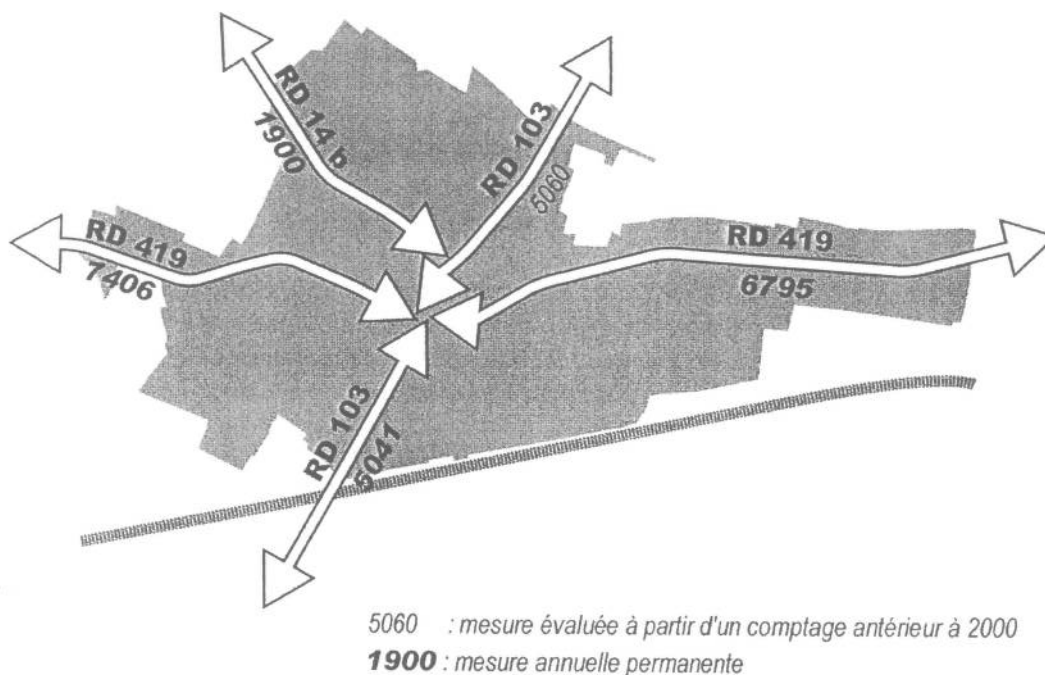 RD 14 b
1900
RD 103
5060
RD 419
7406
RD 419
6795
RD 103
5041
5060 : mesure évaluée à partir d'un comptage antérieur à 2000
1900 : mesure annuelle permanente